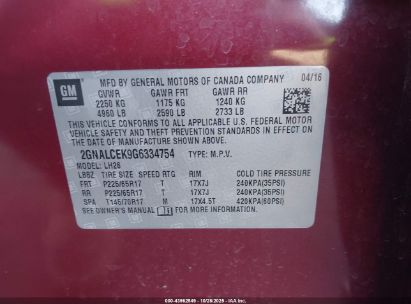 GM
MFD BY GENERAL MOTORS OF CANADA COMPANY 04/16
GVWR GAWR FRT GAWR RR
2250 KG 1175 KG 1240 KG
4960 LB 2590 LB 2733 LB
THIS VEHICLE CONFORMS TO ALL APPLICABLE U.S. FEDERAL MOTOR
VEHICLE SAFETY, BUMPER, AND THEFT PREVENTION STANDARDS IN EFFECT ON
THE DATE OF MANUFACTURE SHOWN ABOVE.
2GNALCEK9G6334754 TYPE: M.P.V.
MODEL: LH26
L8BZ TIRE SIZE SPEED RTG RIM COLD TIRE PRESSURE
FRT P225/65R17 T 17X7J 240KPA(35PSI)
RR P225/65R17 T 17X7J 240KPA(35PSI)
SPA T145/70R17 M 17X4.5T 420KPA(60PSI)
SEE OWNERS MANUAL FOR MORE INFORMATION.